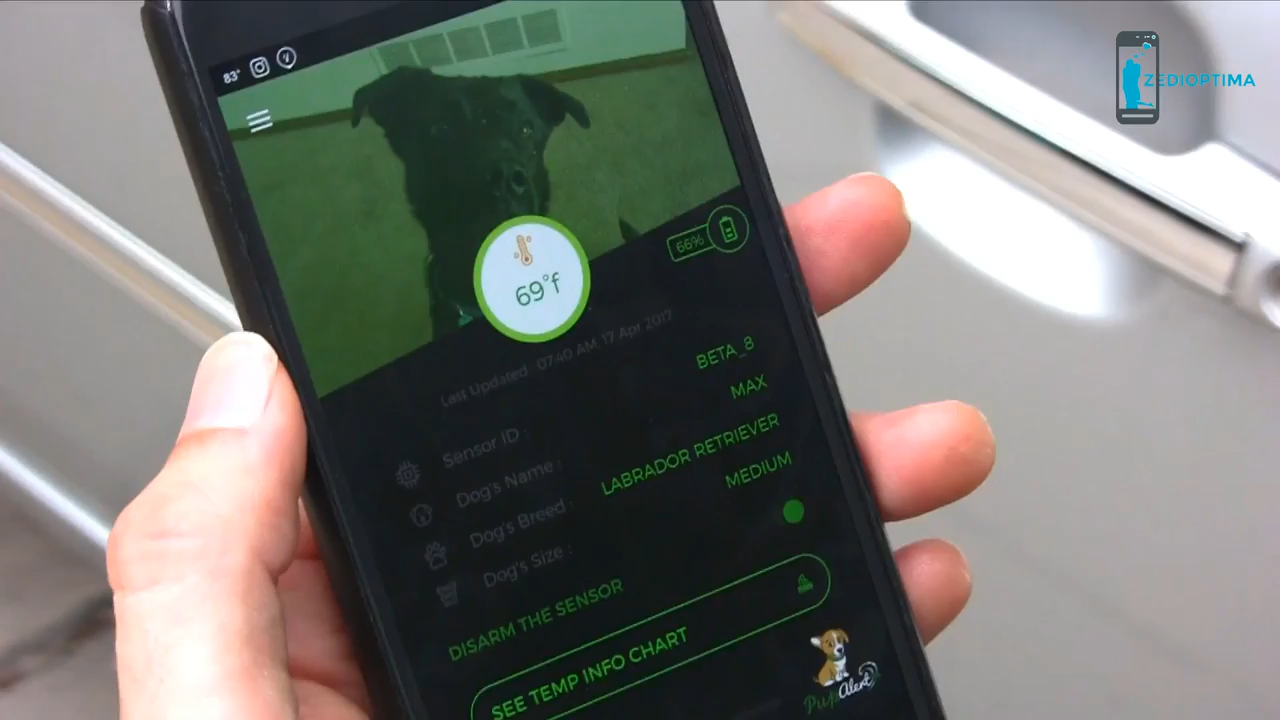 83°
ZEDIOPTIMA
66%
69°f
Last Updated 07:40 AM, 17 Apr 2017
Sensor ID : BETA_8
Dog's Name : MAX
Dog's Breed : LABRADOR RETRIEVER
Dog's Size : MEDIUM
DISARM THE SENSOR
SEE TEMP INFO CHART
PupAlert